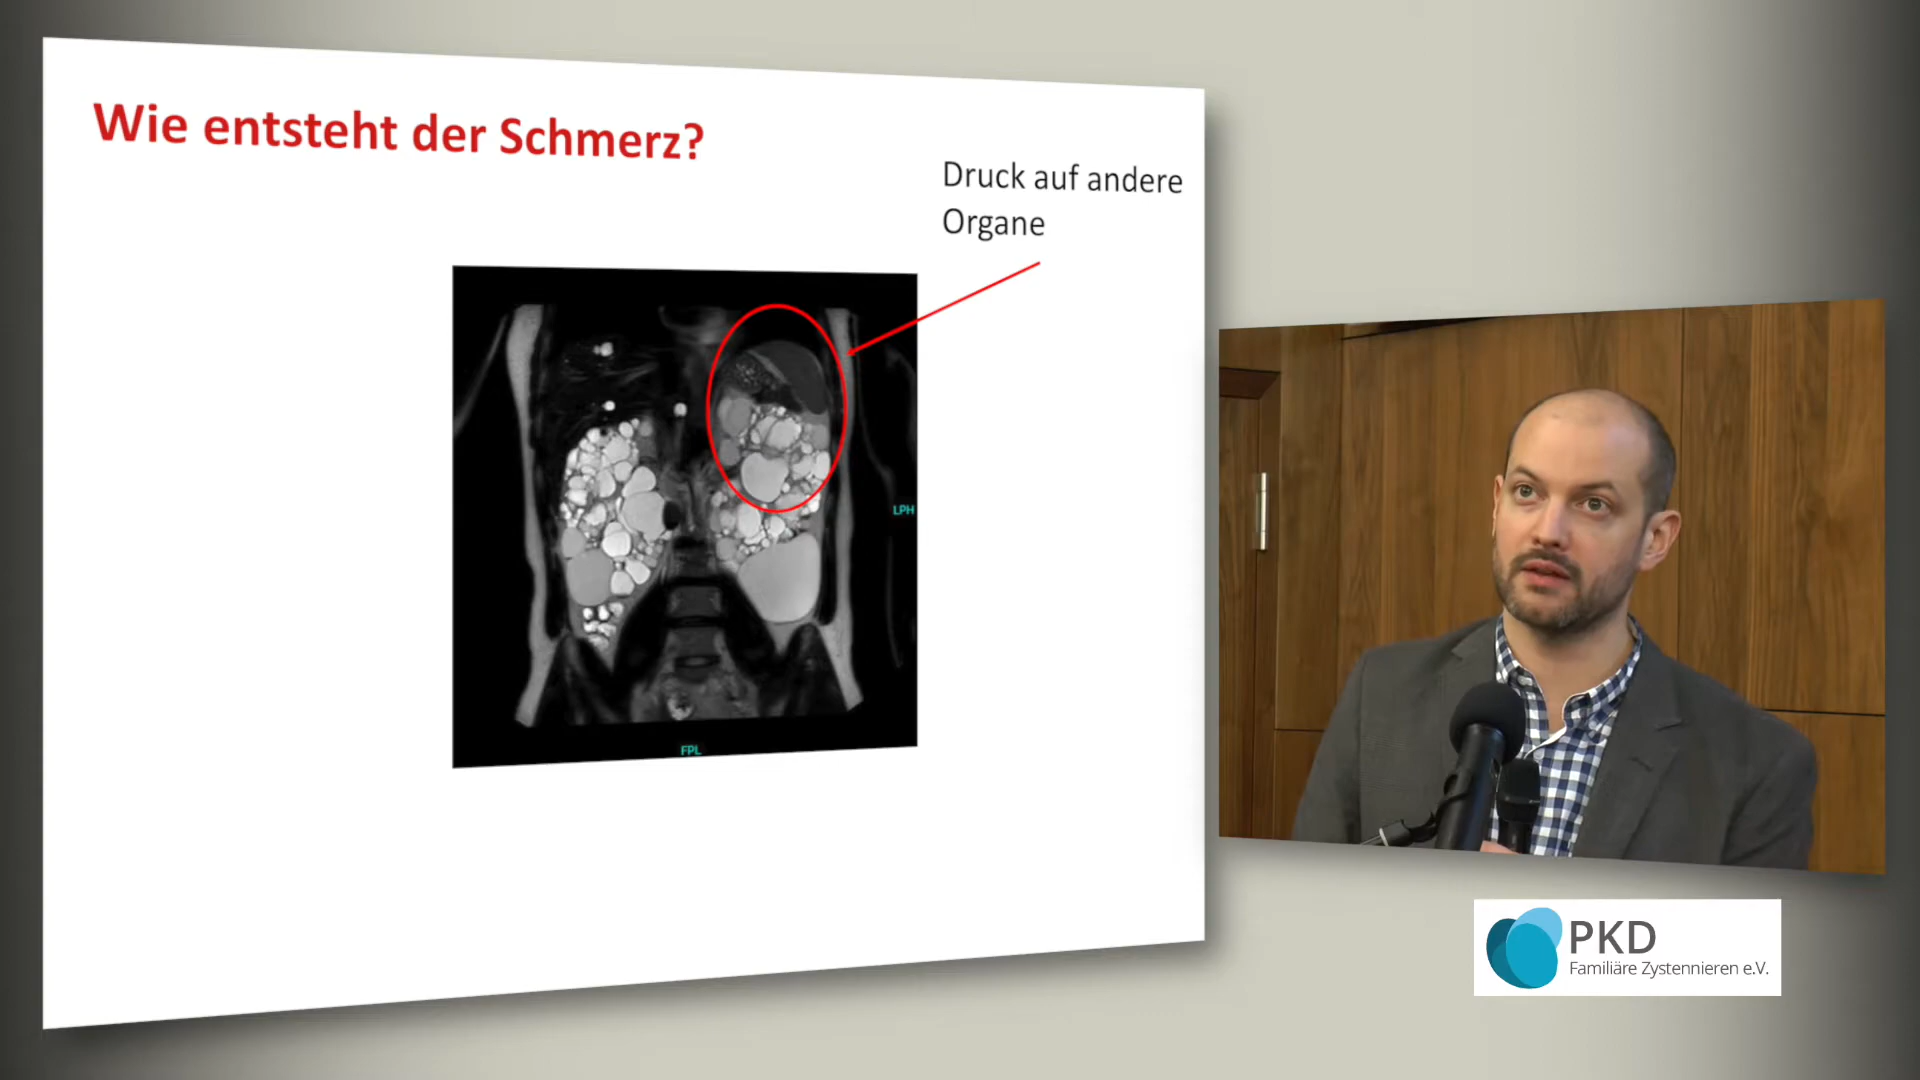 Wie entsteht der Schmerz?
Druck auf andere
Organe
LPH
FPL
PKD
Familiäre Zystennieren e.V.